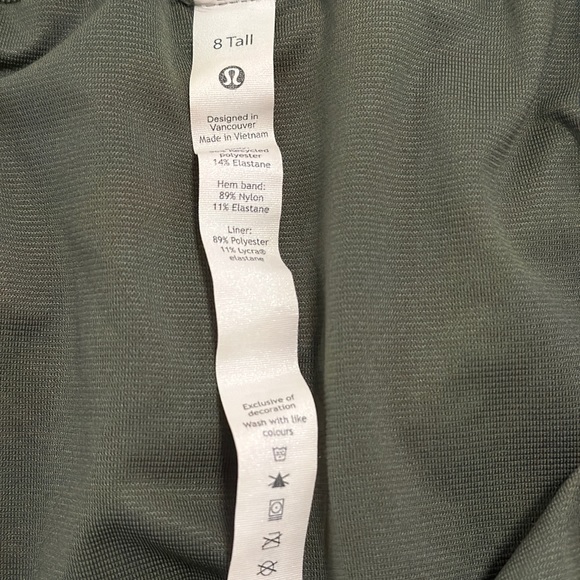 8 Tall
Designed in
Vancouver
Made in Vietnam
Recycled
polyester
14% Elastane
Hem band:
89% Nylon
11% Elastane
Liner:
89% Polyester
11% Lycra®
elastane
Exclusive of
decoration
Wash with like
colours